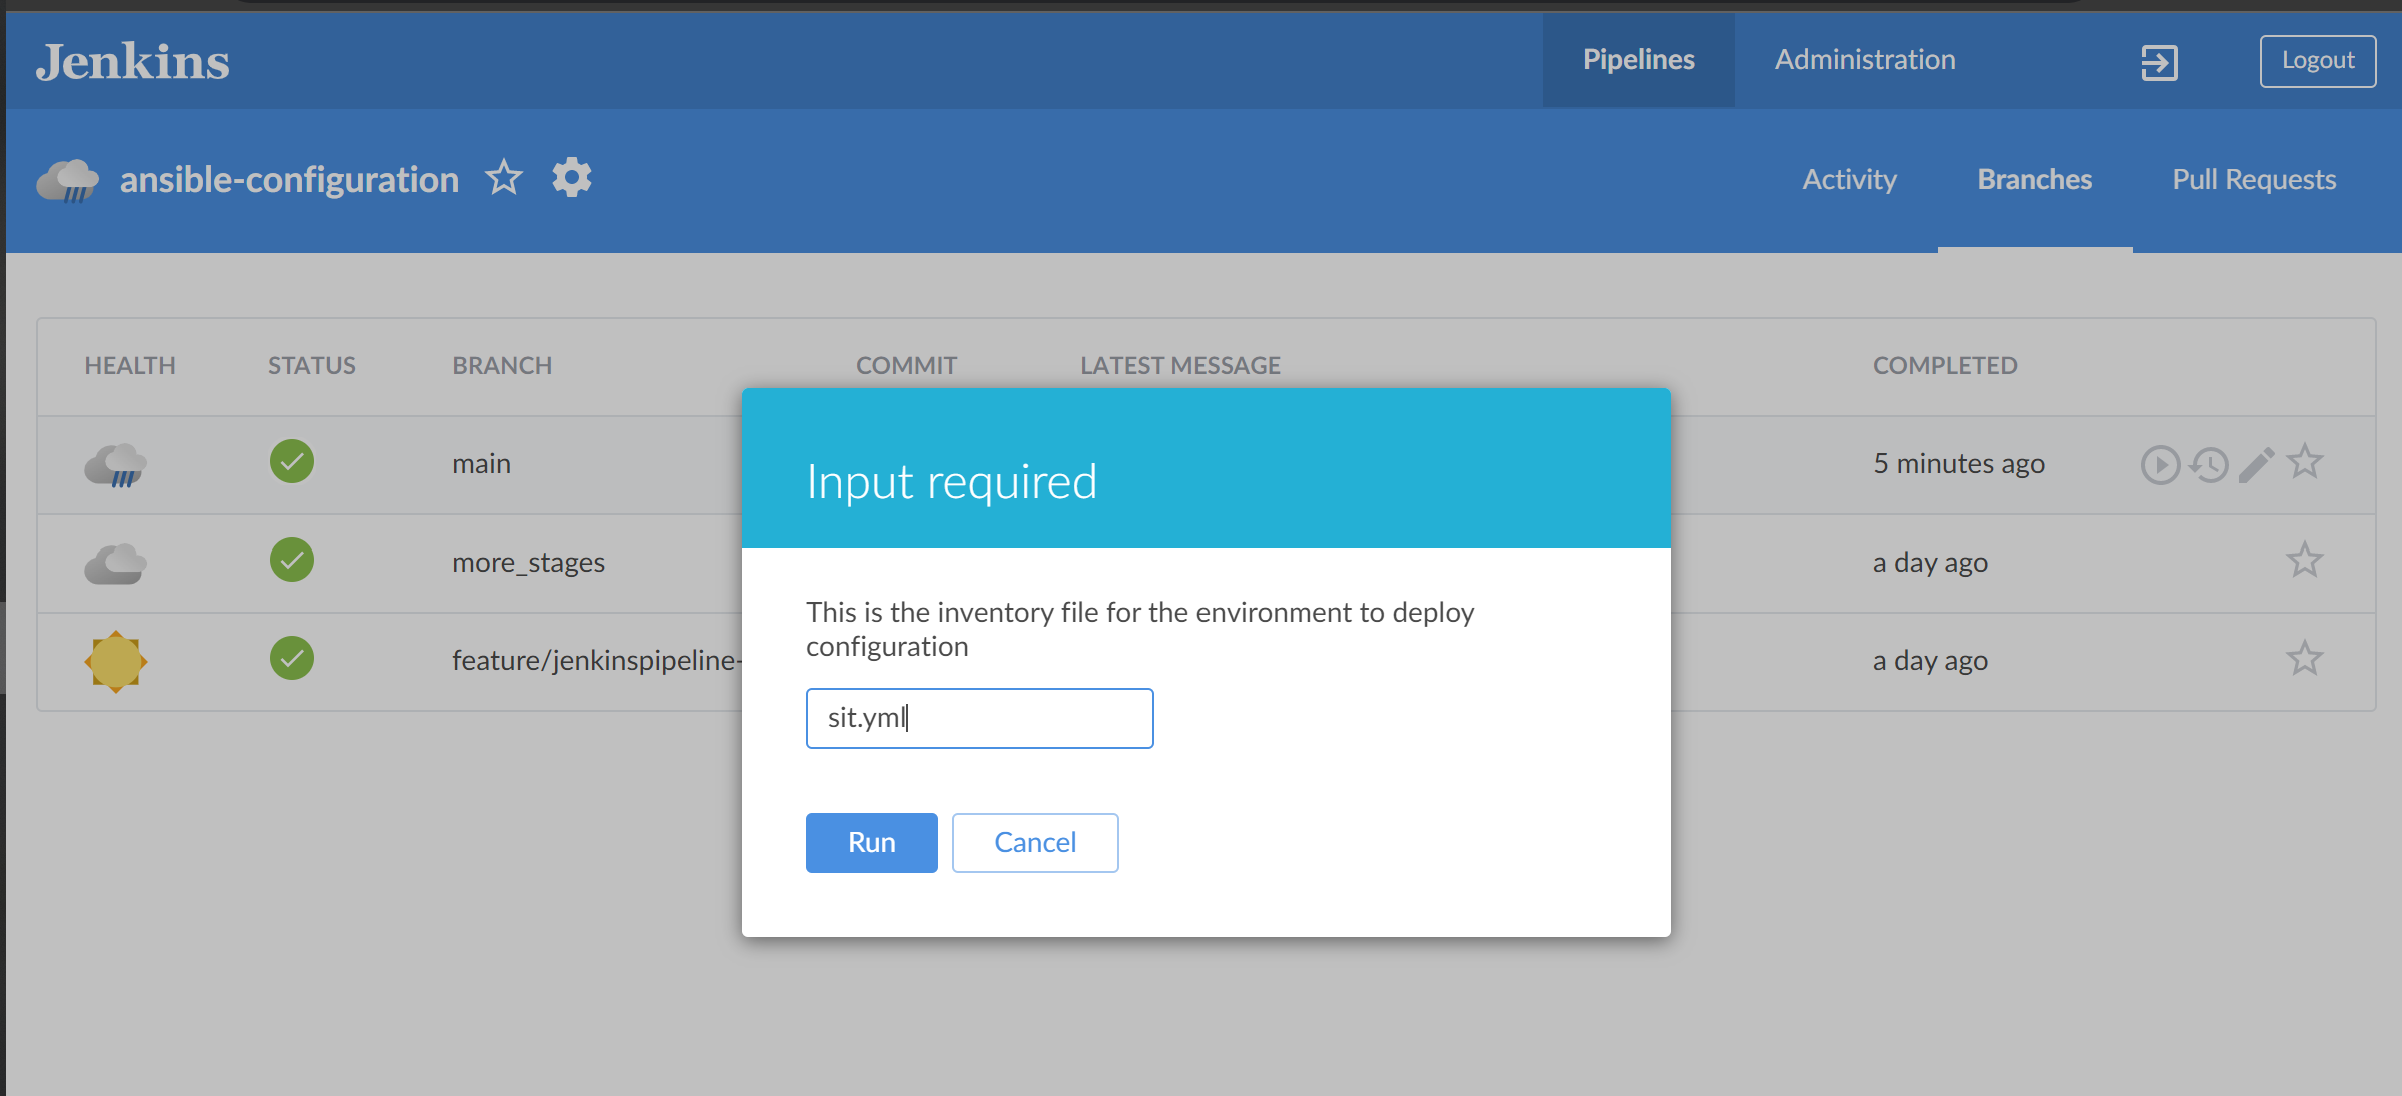 Jenkins
Pipelines
Administration
Logout
ansible-configuration
Activity
Branches
Pull Requests
HEALTH STATUS BRANCH COMMIT LATEST MESSAGE COMPLETED
main 5 minutes ago
more_stages a day ago
feature/jenkinspipeline- a day ago
Input required
This is the inventory file for the environment to deploy
configuration
sit.yml
Run
Cancel